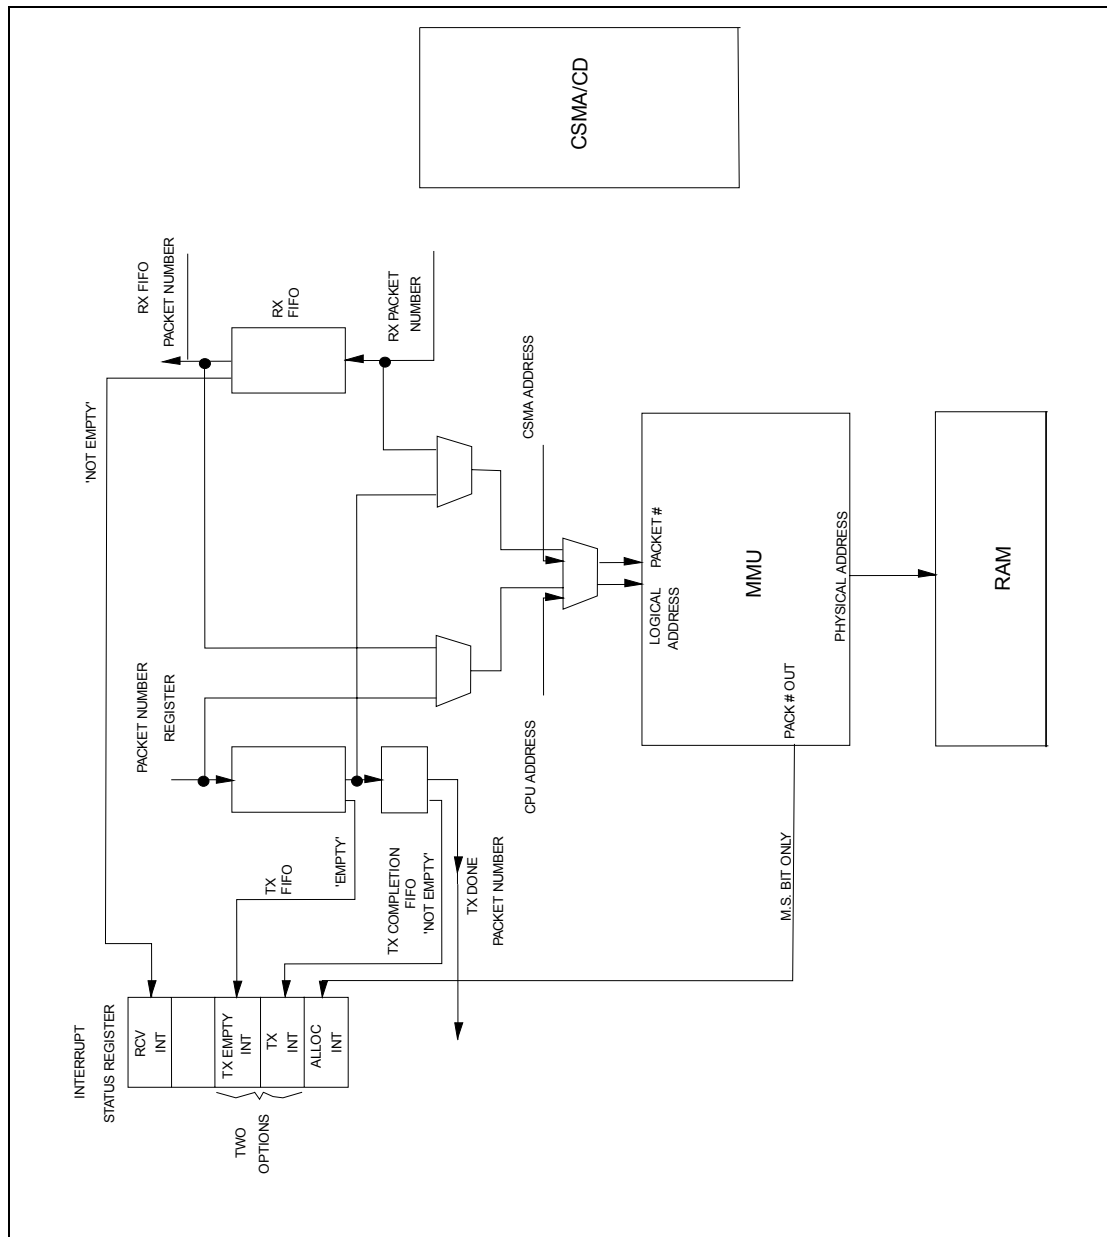 INTERRUPT
STATUS REGISTER
RCV
INT
TX EMPTY
INT
TX
INT
ALLOC
INT
TWO
OPTIONS
'NOT EMPTY'
RX FIFO
PACKET NUMBER
RX
FIFO
RX PACKET
NUMBER
CSMA/CD
PACKET NUMBER
REGISTER
TX
FIFO
'EMPTY'
TX COMPLETION
FIFO
'NOT EMPTY'
TX DONE
PACKET NUMBER
CSMA ADDRESS
CPU ADDRESS
PACKET #
LOGICAL
ADDRESS
MMU
PHYSICAL ADDRESS
PACK # OUT
M.S. BIT ONLY
RAM